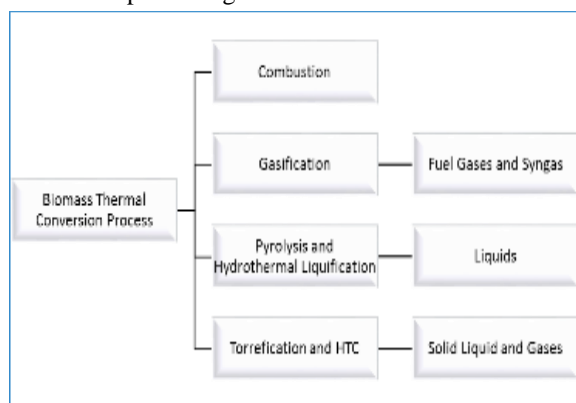 Combustion
Gasification
Fuel Gases and Syngas
Biomass Thermal
Conversion Process
Pyrolysis and
Hydrothermal Liquification
Liquids
Torrefication and HTC
Solid Liquid and Gases